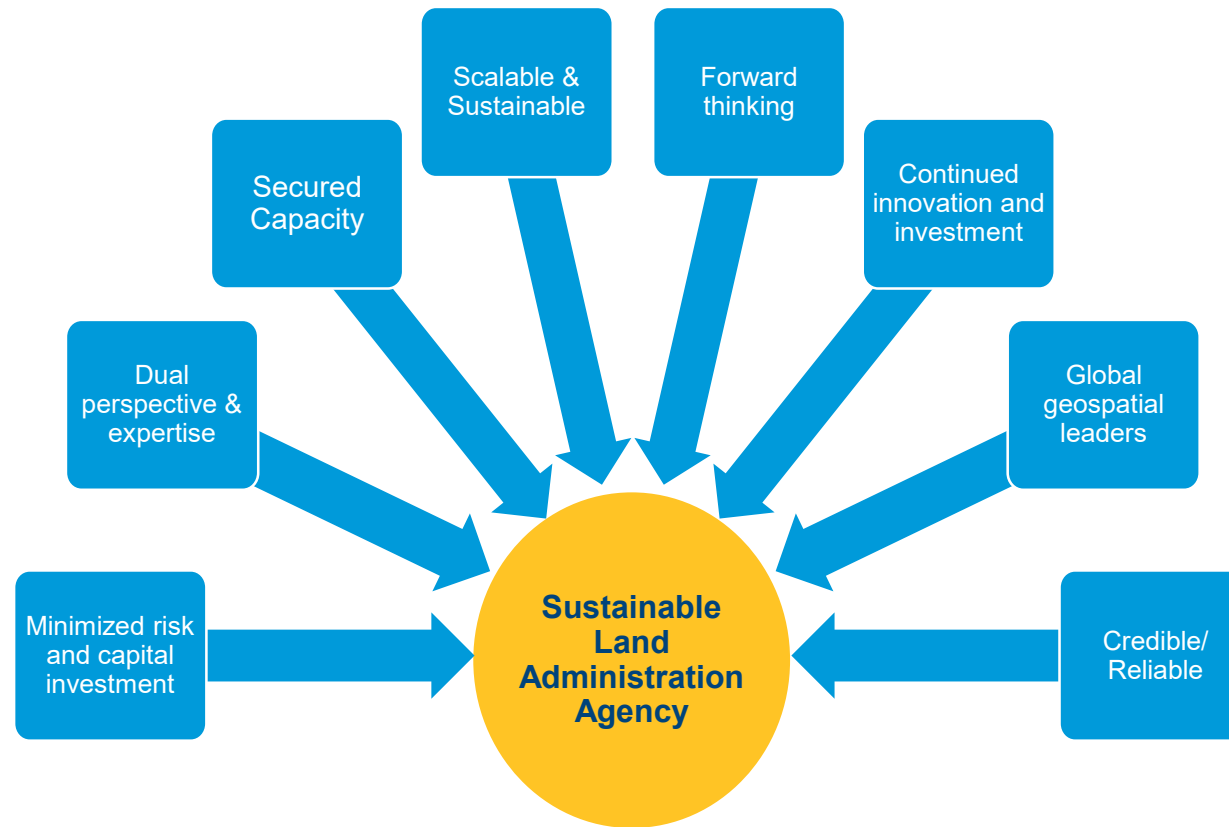 Scalable &
Sustainable
Forward
thinking
Secured
Capacity
Continued
innovation and
investment
Dual
perspective &
expertise
Global
geospatial
leaders
Minimized risk
and capital
investment
Sustainable
Land
Administration
Agency
Credible/
Reliable